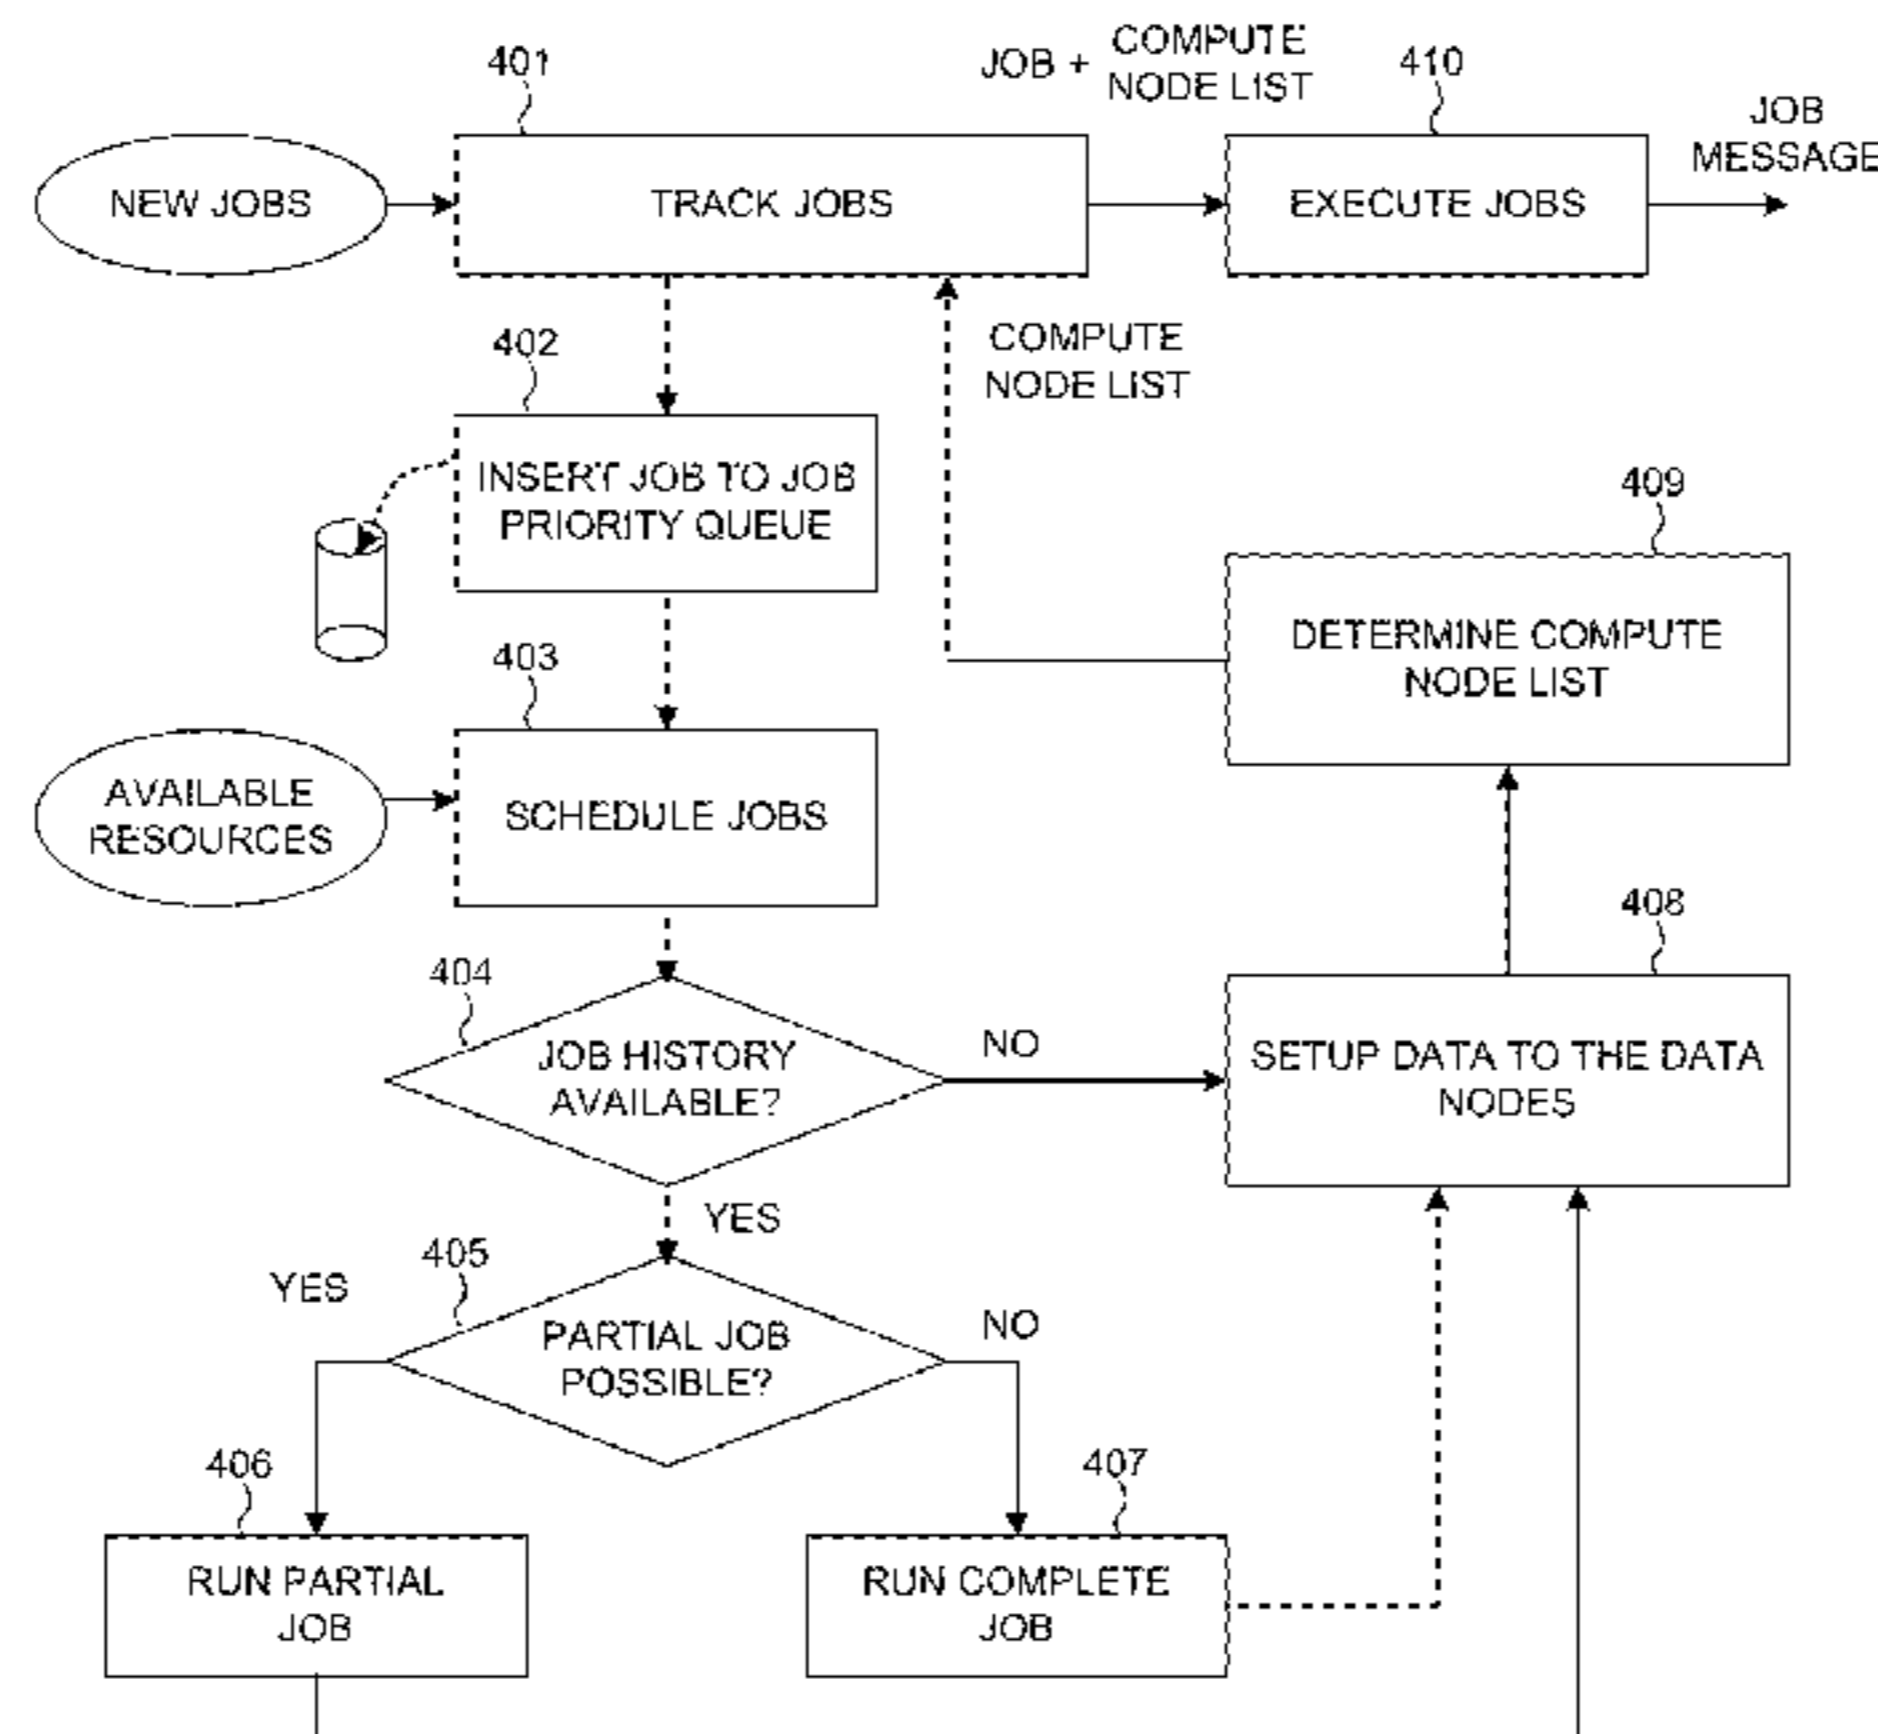 401
JOB +
COMPUTE
NODE LIST
410
JOB
MESSAGE
NEW JOBS
TRACK JOBS
EXECUTE JOBS
402
COMPUTE
NODE LIST
INSERT JOB TO JOB
PRIORITY QUEUE
409
DETERMINE COMPUTE
NODE LIST
403
AVAILABLE
RESOURCES
SCHEDULE JOBS
408
404
JOB HISTORY
AVAILABLE?
NO
SETUP DATA TO THE DATA
NODES
YES
405
YES
PARTIAL JOB
POSSIBLE?
NO
406
407
RUN PARTIAL
JOB
RUN COMPLETE
JOB